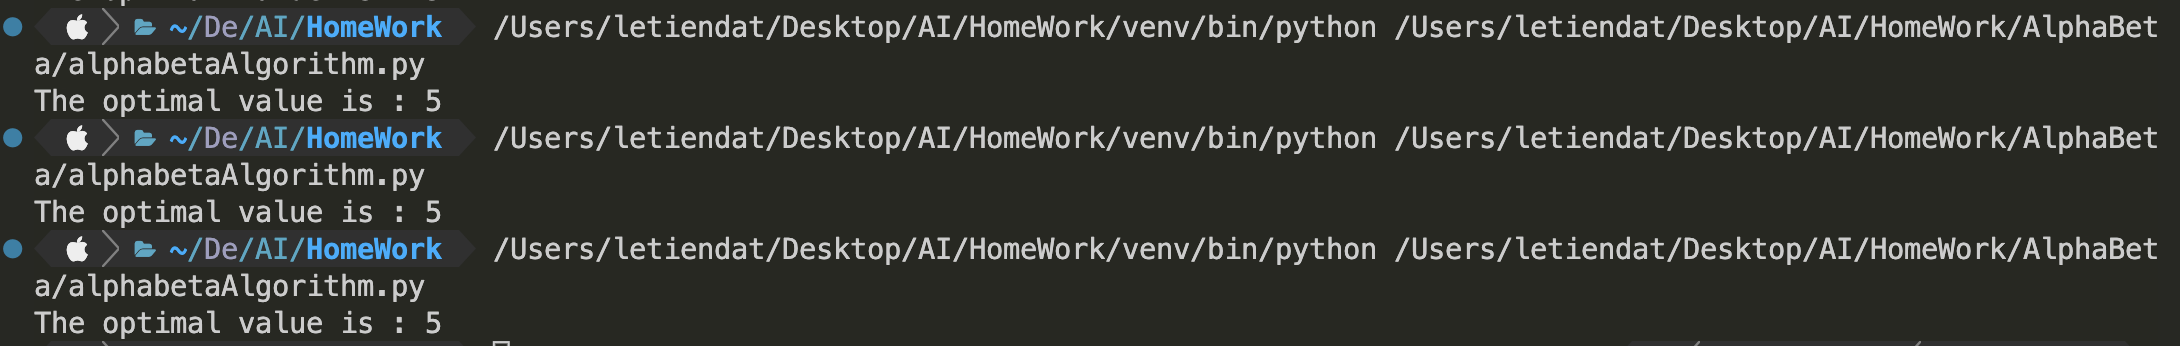 ~/De/AI/HomeWork /Users/letiendat/Desktop/AI/HomeWork/venv/bin/python /Users/letiendat/Desktop/AI/HomeWork/AlphaBet
a/alphabetaAlgorithm.py
The optimal value is : 5
~/De/AI/HomeWork /Users/letiendat/Desktop/AI/HomeWork/venv/bin/python /Users/letiendat/Desktop/AI/HomeWork/AlphaBet
a/alphabetaAlgorithm.py
The optimal value is : 5
~/De/AI/HomeWork /Users/letiendat/Desktop/AI/HomeWork/venv/bin/python /Users/letiendat/Desktop/AI/HomeWork/AlphaBet
a/alphabetaAlgorithm.py
The optimal value is : 5